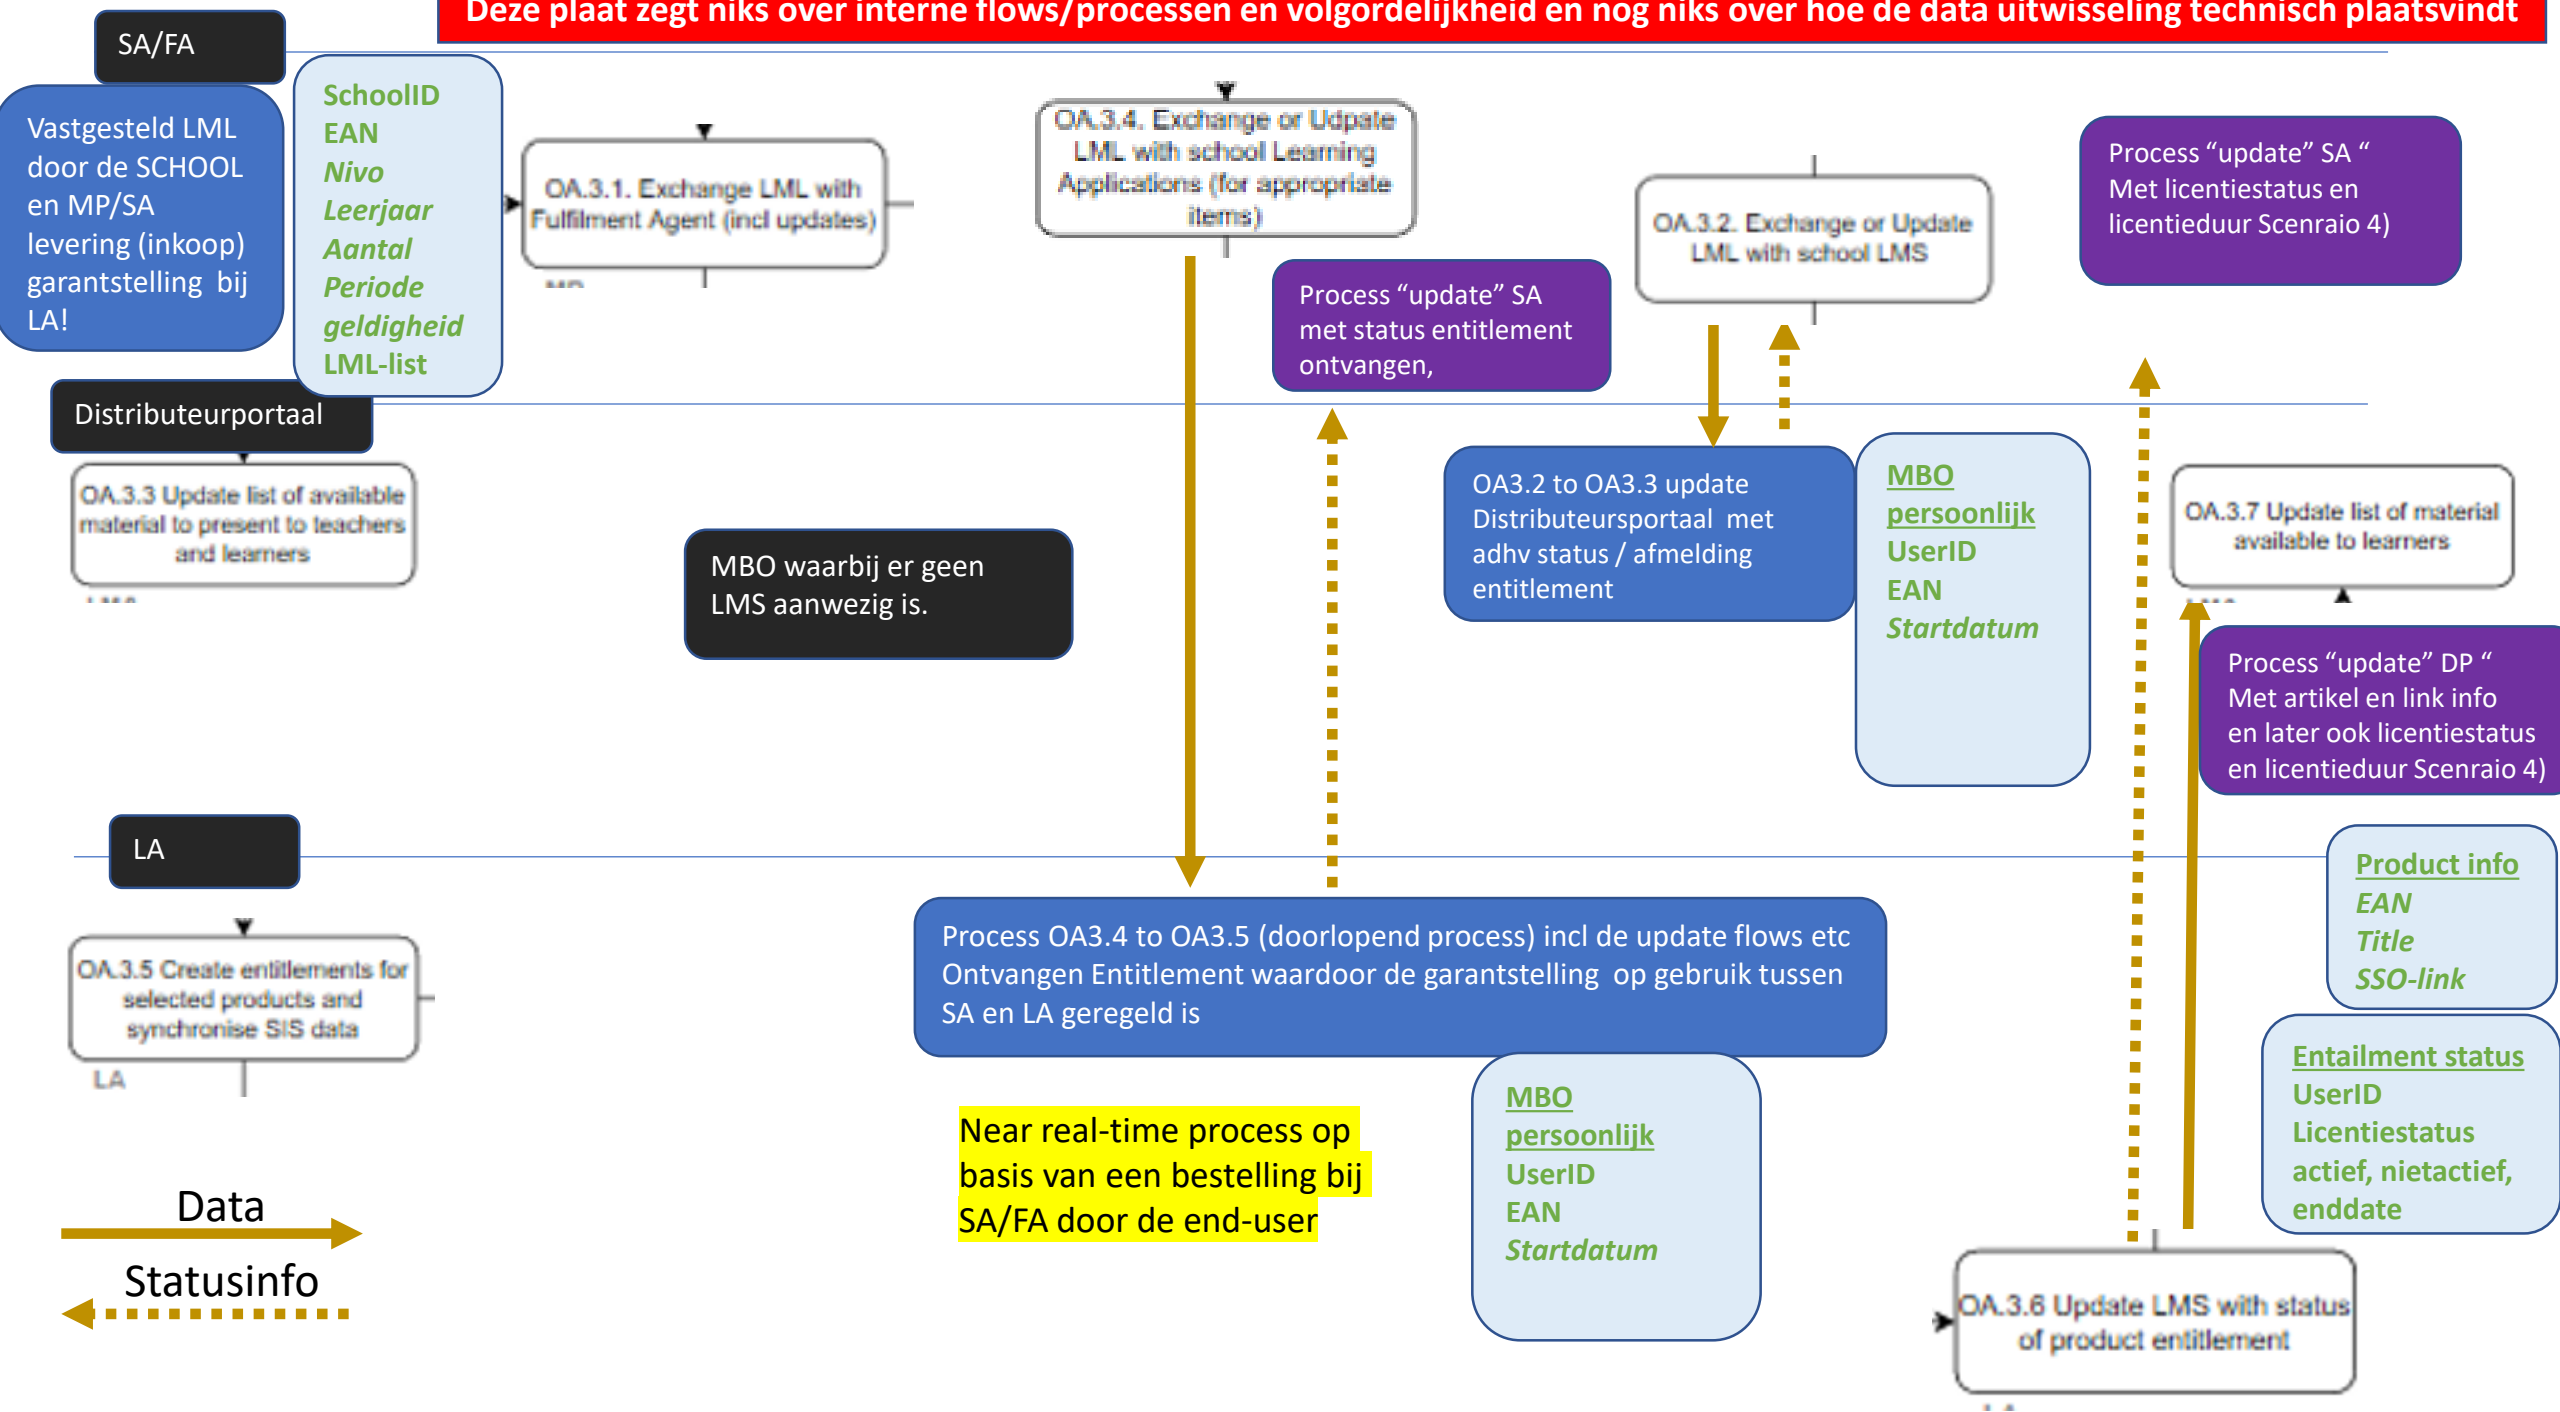 Deze plaat zegt niks over interne flows/processen en volgordelijkheid en nog niks over hoe de data uitwisseling technisch plaatsvindt
SA/FA
Vastgesteld LML
door de SCHOOL
en MP/SA
levering (inkoop)
garantstelling bij
LA!
SchoolID
EAN
Nivo
Leerjaar
Aantal
Periode
geldigheid
LML-list
OA.3.1. Exchange LML with
Fulfilment Agent (incl updates)
OA.3.4. Exchange or Udpate
LML with school Learning
Applications (for appropriate
items)
Process “update” SA
met status entitlement
ontvangen,
OA.3.2. Exchange or Update
LML with school LMS
Process “update” SA “
Met licentiestatus en
licentieduur Scenraio 4)
Distributeurportaal
OA.3.3 Update list of available
material to present to teachers
and learners
MBO waarbij er geen
LMS aanwezig is.
OA3.2 to OA3.3 update
Distributeursportaal met
adhv status / afmelding
entitlement
MBO
persoonlijk
UserID
EAN
Startdatum
OA.3.7 Update list of material
available to learners
Process “update” DP “
Met artikel en link info
en later ook licentiestatus
en licentieduur Scenraio 4)
LA
OA.3.5 Create entitlements for
selected products and
synchronise SIS data
LA
Process OA3.4 to OA3.5 (doorlopend process) incl de update flows etc
Ontvangen Entitlement waardoor de garantstelling op gebruik tussen
SA en LA geregeld is
Near real-time process op
basis van een bestelling bij
SA/FA door de end-user
MBO
persoonlijk
UserID
EAN
Startdatum
Product info
EAN
Title
SSO-link
Entailment status
UserID
Licentiestatus
actief, nietactief,
enddate
OA.3.6 Update LMS with status
of product entitlement
Data
Statusinfo